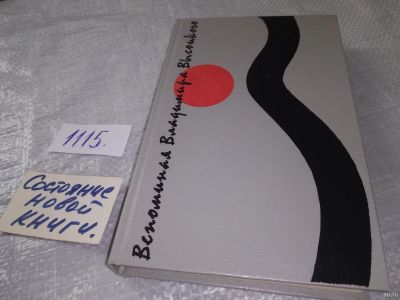 Вспоминая Владимира Высоцкого
1115.
Состояние
новой
книги.